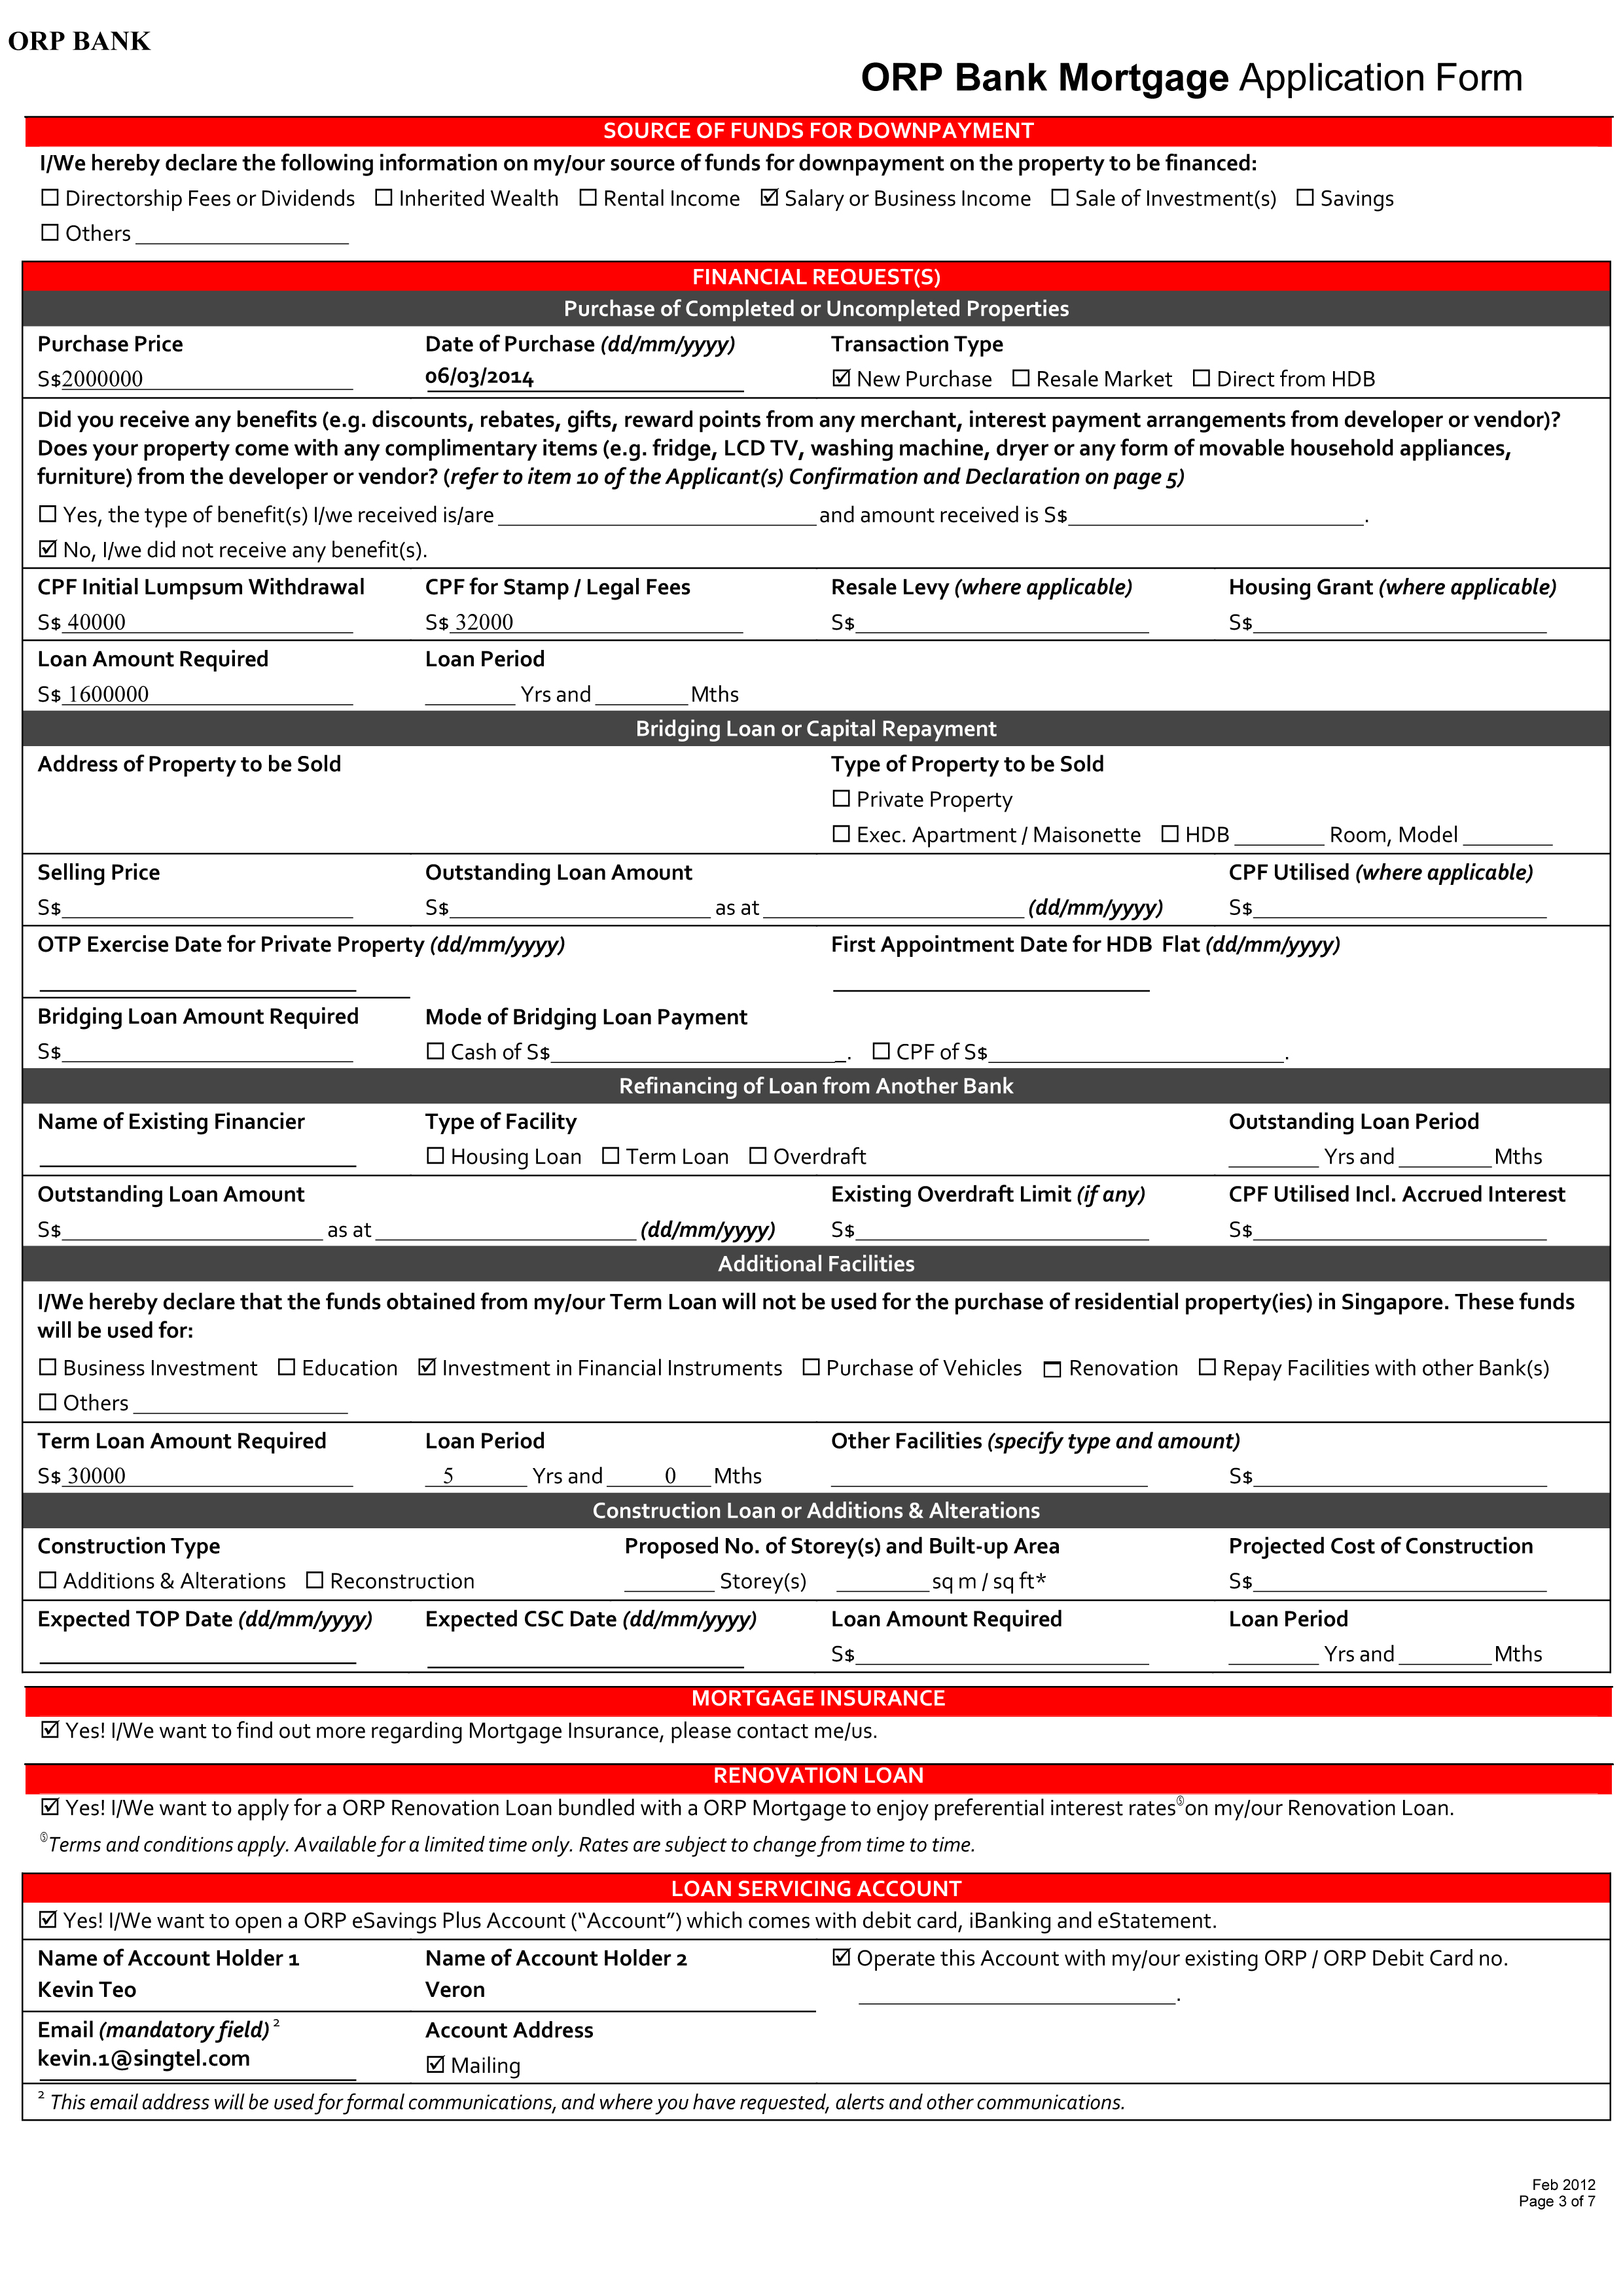 ORP BANK
ORP Bank Mortgage Application Form
SOURCE OF FUNDS FOR DOWNPAYMENT
I/We hereby declare the following information on my/our source of funds for downpayment on the property to be financed:
☐ Directorship Fees or Dividends ☐ Inherited Wealth ☐ Rental Income ☑ Salary or Business Income ☐ Sale of Investment(s) ☐ Savings
☐ Others ____________________
FINANCIAL REQUEST(S)
Purchase of Completed or Uncompleted Properties
Purchase Price Date of Purchase (dd/mm/yyyy) Transaction Type
S$2000000 06/03/2014 ☑ New Purchase ☐ Resale Market ☐ Direct from HDB
Did you receive any benefits (e.g. discounts, rebates, gifts, reward points from any merchant, interest payment arrangements from developer or vendor)?
Does your property come with any complimentary items (e.g. fridge, LCD TV, washing machine, dryer or any form of movable household appliances,
furniture) from the developer or vendor? (refer to item 10 of the Applicant(s) Confirmation and Declaration on page 5)
☐ Yes, the type of benefit(s) I/we received is/are ____________________ and amount received is S$____________________.
☑ No, I/we did not receive any benefit(s).
CPF Initial Lumpsum Withdrawal CPF for Stamp / Legal Fees Resale Levy (where applicable) Housing Grant (where applicable)
S$ 40000 S$ 32000 S$____________________ S$____________________
Loan Amount Required Loan Period
S$ 1600000 ________ Yrs and ________ Mths
Bridging Loan or Capital Repayment
Address of Property to be Sold Type of Property to be Sold
☐ Private Property
☐ Exec. Apartment / Maisonette ☐ HDB ________ Room, Model ________
Selling Price Outstanding Loan Amount CPF Utilised (where applicable)
S$____________________ S$____________________ as at ____________________ (dd/mm/yyyy) S$____________________
OTP Exercise Date for Private Property (dd/mm/yyyy) First Appointment Date for HDB Flat (dd/mm/yyyy)
Bridging Loan Amount Required Mode of Bridging Loan Payment
S$____________________ ☐ Cash of S$____________________. ☐ CPF of S$____________________.
Refinancing of Loan from Another Bank
Name of Existing Financier Type of Facility Outstanding Loan Period
☐ Housing Loan ☐ Term Loan ☐ Overdraft ________ Yrs and ________ Mths
Outstanding Loan Amount Existing Overdraft Limit (if any) CPF Utilised Incl. Accrued Interest
S$____________________ as at ____________________ (dd/mm/yyyy) S$____________________ S$____________________
Additional Facilities
I/We hereby declare that the funds obtained from my/our Term Loan will not be used for the purchase of residential property(ies) in Singapore. These funds
will be used for:
☐ Business Investment ☐ Education ☑ Investment in Financial Instruments ☐ Purchase of Vehicles ☐ Renovation ☐ Repay Facilities with other Bank(s)
☐ Others ____________________
Term Loan Amount Required Loan Period Other Facilities (specify type and amount)
S$ 30000 5 Yrs and 0 Mths ____________________ S$____________________
Construction Loan or Additions & Alterations
Construction Type Proposed No. of Storey(s) and Built-up Area Projected Cost of Construction
☐ Additions & Alterations ☐ Reconstruction ________ Storey(s) ________ sq m / sq ft* S$____________________
Expected TOP Date (dd/mm/yyyy) Expected CSC Date (dd/mm/yyyy) Loan Amount Required Loan Period
S$____________________ ________ Yrs and ________ Mths
MORTGAGE INSURANCE
☑ Yes! I/We want to find out more regarding Mortgage Insurance, please contact me/us.
RENOVATION LOAN
☑ Yes! I/We want to apply for a ORP Renovation Loan bundled with a ORP Mortgage to enjoy preferential interest rates§on my/our Renovation Loan.
§Terms and conditions apply. Available for a limited time only. Rates are subject to change from time to time.
LOAN SERVICING ACCOUNT
☑ Yes! I/We want to open a ORP eSavings Plus Account (“Account”) which comes with debit card, iBanking and eStatement.
Name of Account Holder 1 Name of Account Holder 2 ☑ Operate this Account with my/our existing ORP / ORP Debit Card no.
Kevin Teo Veron ____________________.
Email (mandatory field) 2 Account Address
kevin.1@singtel.com ☑ Mailing
2 This email address will be used for formal communications, and where you have requested, alerts and other communications.
Feb 2012
Page 3 of 7